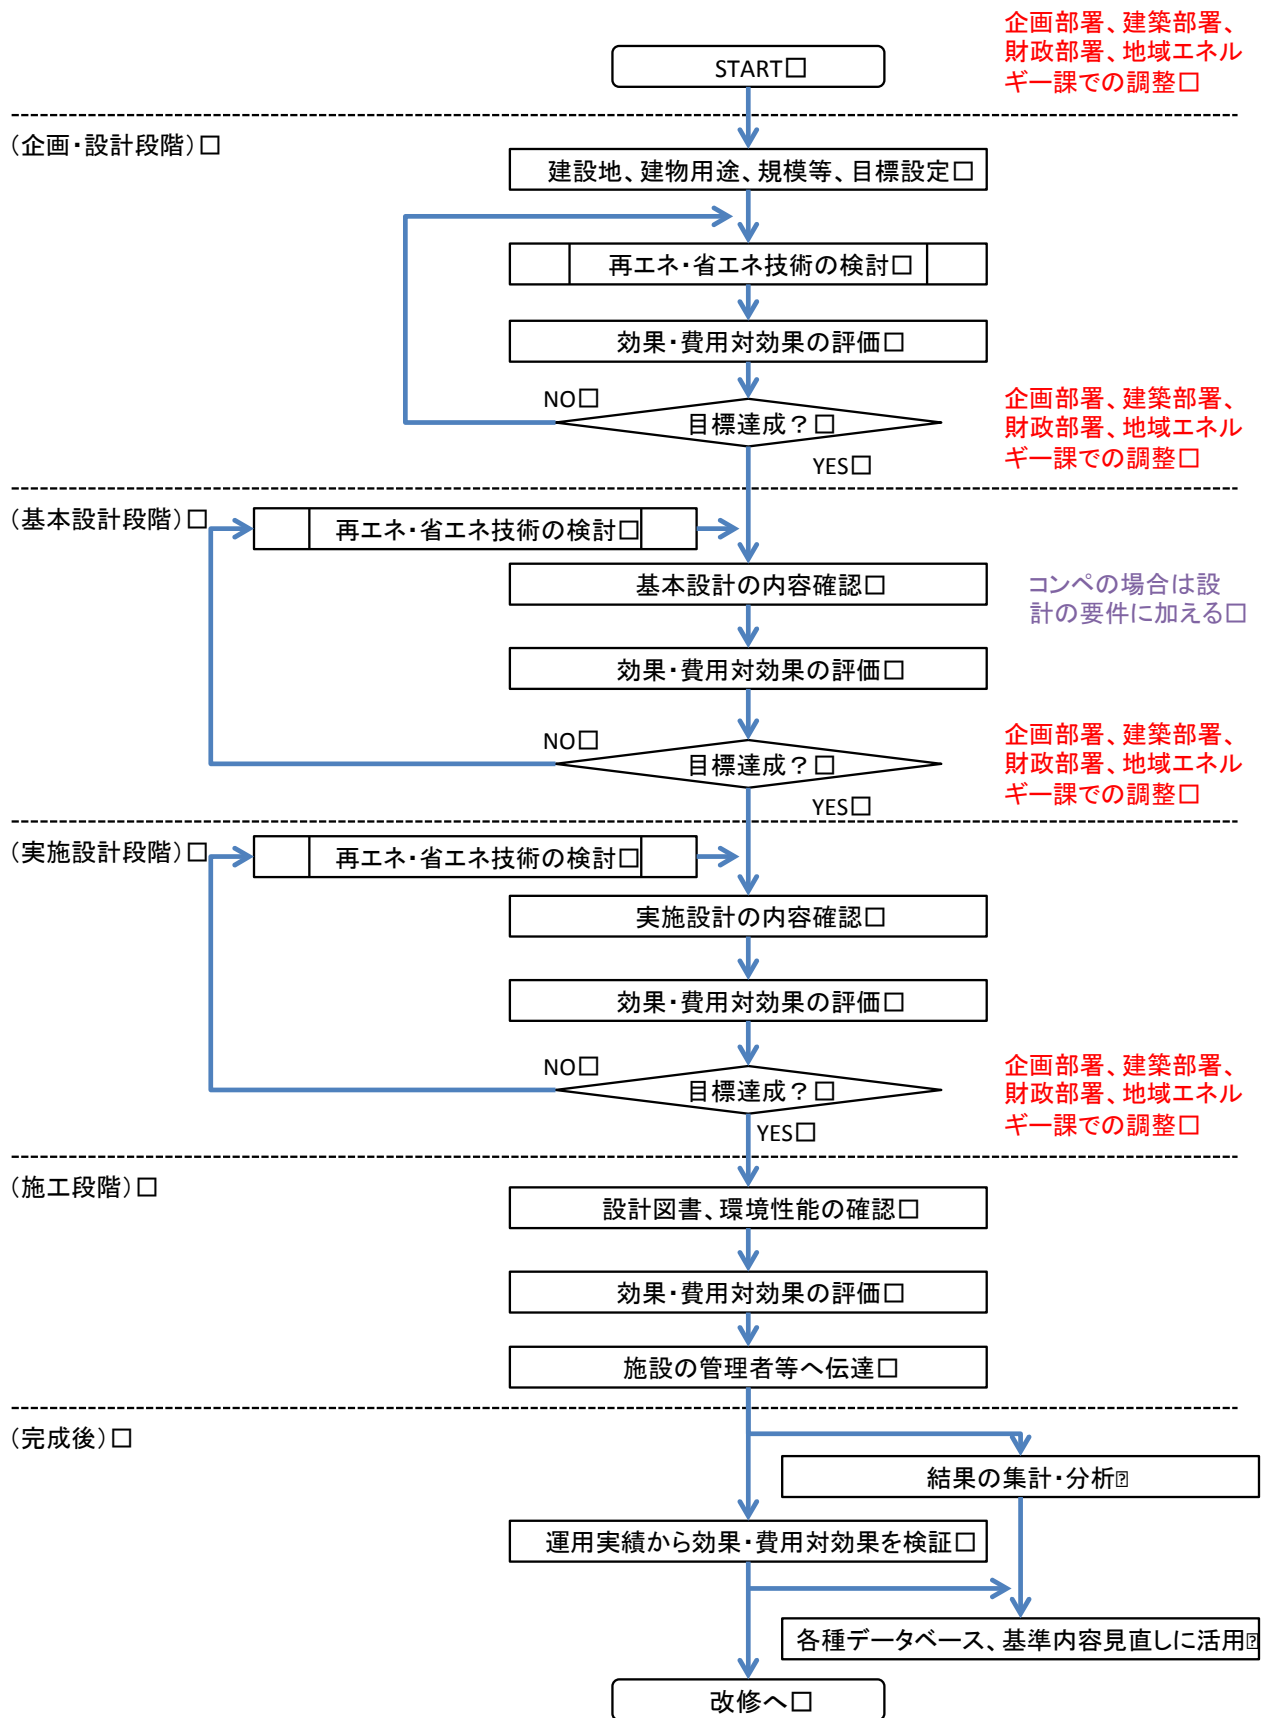 企画部署、建築部署、
財政部署、地域エネル
ギー課での調整□
START□
(企画・設計段階)□
建設地、建物用途、規模等、目標設定□
再エネ・省エネ技術の検討□
効果・費用対効果の評価□
NO□
目標達成？□
YES□
企画部署、建築部署、
財政部署、地域エネル
ギー課での調整□
(基本設計段階)□
再エネ・省エネ技術の検討□
基本設計の内容確認□
コンペの場合は設
計の要件に加える□
効果・費用対効果の評価□
NO□
目標達成？□
YES□
企画部署、建築部署、
財政部署、地域エネル
ギー課での調整□
(実施設計段階)□
再エネ・省エネ技術の検討□
実施設計の内容確認□
効果・費用対効果の評価□
NO□
目標達成？□
YES□
企画部署、建築部署、
財政部署、地域エネル
ギー課での調整□
(施工段階)□
設計図書、環境性能の確認□
効果・費用対効果の評価□
施設の管理者等へ伝達□
(完成後)□
結果の集計・分析⍰
運用実績から効果・費用対効果を検証□
各種データベース、基準内容見直しに活用⍰
改修へ□